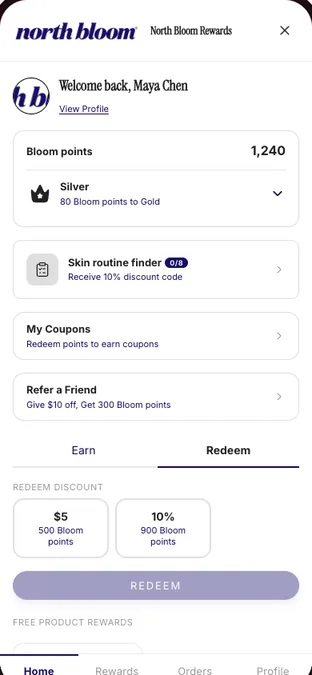 north bloom® North Bloom Rewards
h b
Welcome back, Maya Chen
View Profile
Bloom points 1,240
Silver
80 Bloom points to Gold
Skin routine finder 0/8
Receive 10% discount code
My Coupons
Redeem points to earn coupons
Refer a Friend
Give $10 off, Get 300 Bloom points
Earn Redeem
REDEEM DISCOUNT
$5
500 Bloom
points
10%
900 Bloom
points
REDEEM
FREE PRODUCT REWARDS
Home Rewards Orders Profile